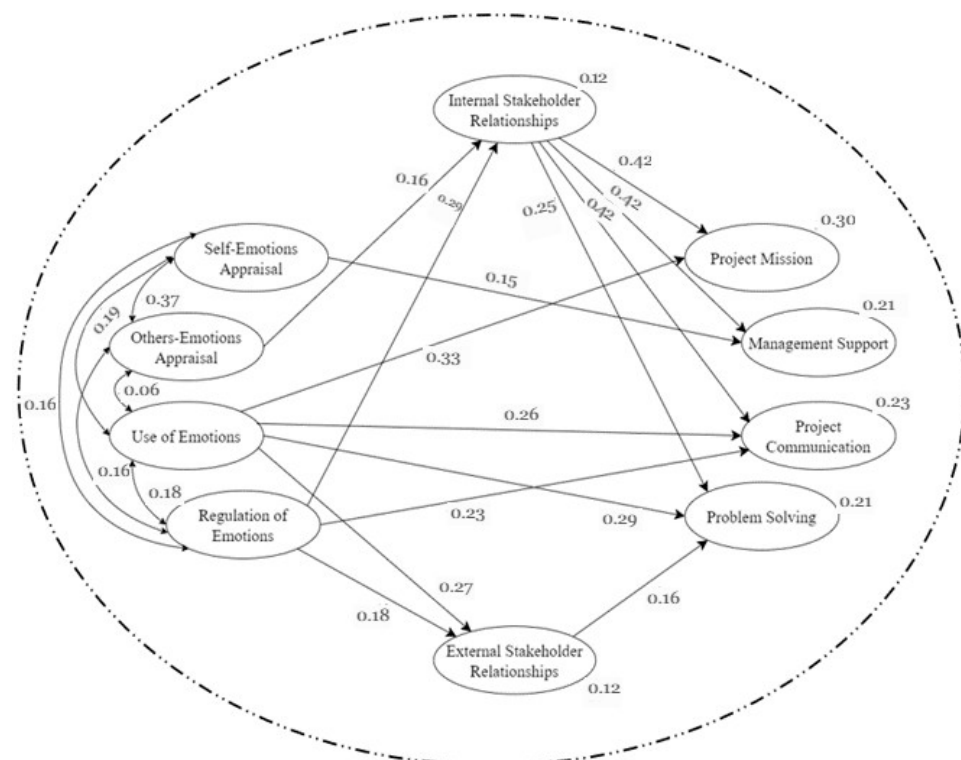 0.12
Internal Stakeholder
Relationships
0.42
0.16
0.29
0.25
0.42
0.42
0.30
Self-Emotions
Appraisal
Project Mission
0.15
0.37
0.19
0.21
Others-Emotions
Appraisal
Management Support
0.33
0.06
0.16
0.26
0.23
Use of Emotions
Project
Communication
0.16
0.18
0.23
0.29
0.21
Regulation of
Emotions
Problem Solving
0.27
0.18
0.16
External Stakeholder
Relationships
0.12